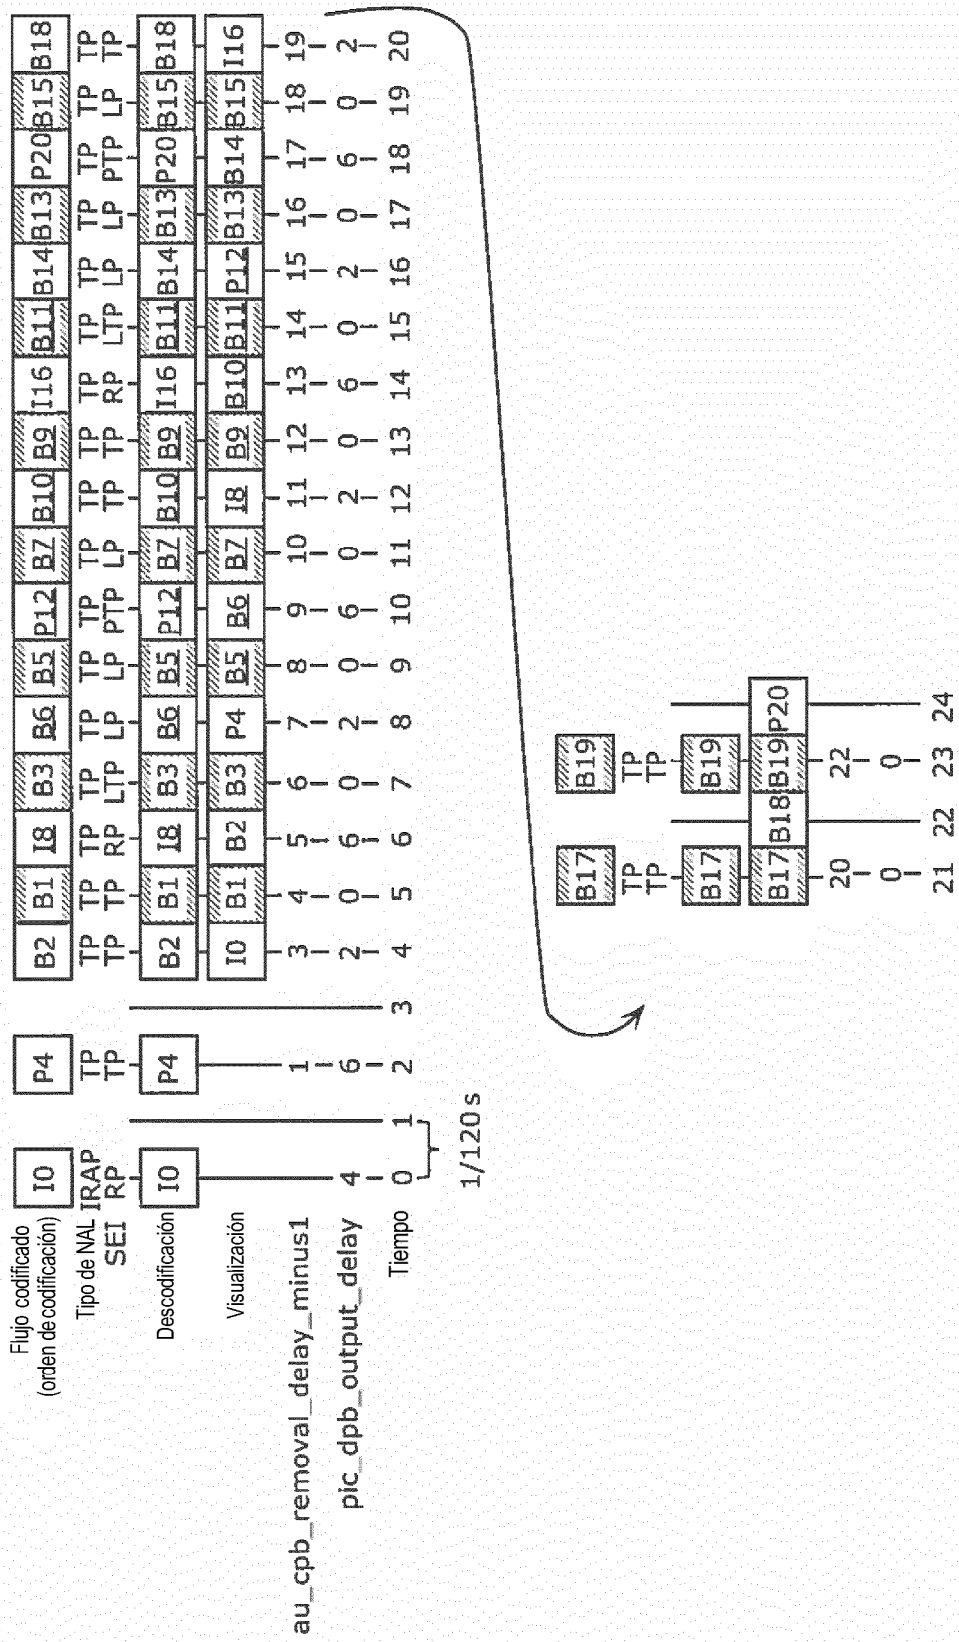 Flujo codificado
(orden de codificación)
I0 P4 B2 B1 I8 B3 B6 B5 P12 B7 B10 B9 I16 B11 B14 B13 P20 B15 B18
Tipo de NAL IRAP TP TP TP TP TP TP TP TP TP TP TP TP TP TP TP TP TP TP
SEI RP TP TP TP RP LTP LP LP PTP LP TP TP RP LTP LP LP PTP LP TP
Descodificación I0 P4 B2 B1 I8 B3 B6 B5 P12 B7 B10 B9 I16 B11 B14 B13 P20 B15 B18
Visualización I0 B1 B2 B3 P4 B5 B6 B7 I8 B9 B10 B11 P12 B13 B14 B15 I16
au_cpb_removal_delay_minus1 1 3 4 5 6 7 8 9 10 11 12 13 14 15 16 17 18 19
pic_dpb_output_delay 4 6 2 0 6 0 2 0 6 0 2 0 6 0 2 0 6 0 2
Tiempo 0 1 2 3 4 5 6 7 8 9 10 11 12 13 14 15 16 17 18 19 20
1/120 s
B17 B19
TP TP
TP TP
B17 B19
B17 B18 B19 P20
20 22
0 0
21 22 23 24